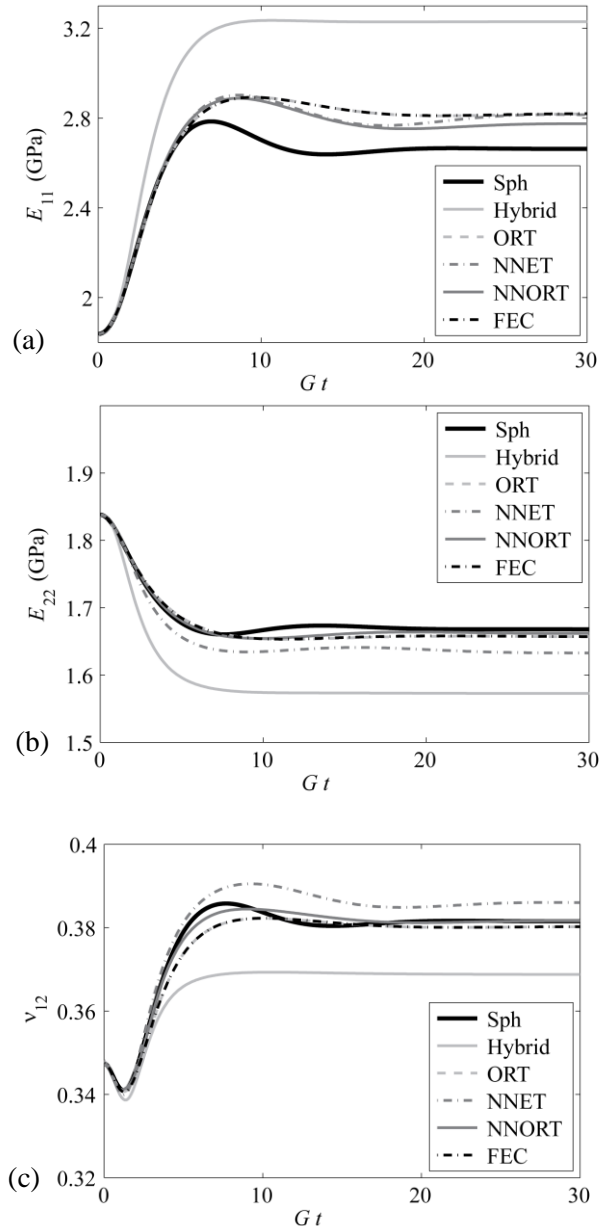 3.2
2.8
2.4
2
E11 (GPa)
Sph
Hybrid
ORT
NNET
NNORT
FEC
(a)
0 10 20 30
G t
1.9
1.8
1.7
1.6
1.5
E22 (GPa)
Sph
Hybrid
ORT
NNET
NNORT
FEC
(b)
0 10 20 30
G t
0.4
0.38
0.36
0.34
0.32
ν12
Sph
Hybrid
ORT
NNET
NNORT
FEC
(c)
0 10 20 30
G t